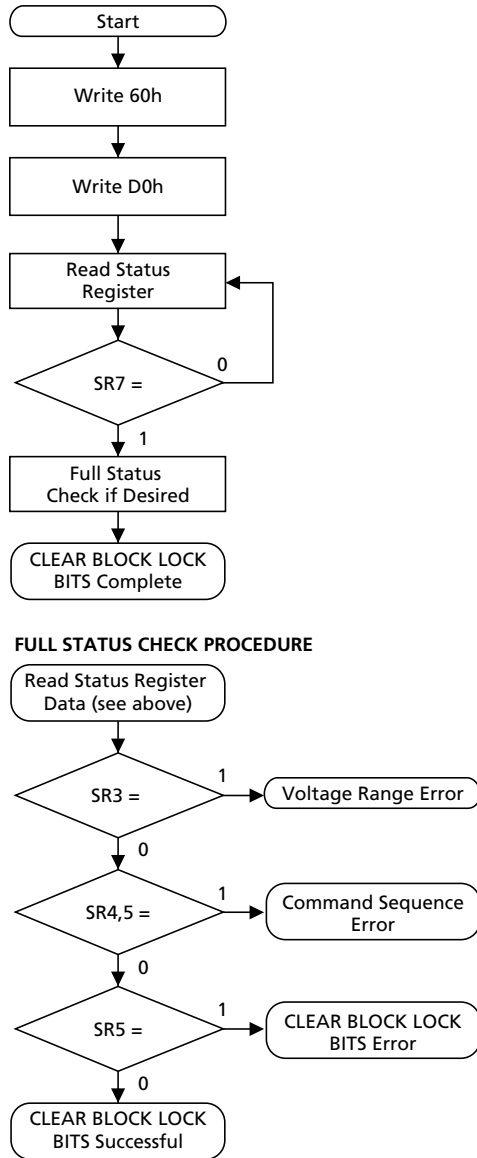 Start
Write 60h
Write D0h
Read Status
Register
SR7 =
0
1
Full Status
Check if Desired
CLEAR BLOCK LOCK
BITS Complete
FULL STATUS CHECK PROCEDURE
Read Status Register
Data (see above)
SR3 =
1
Voltage Range Error
0
SR4,5 =
1
Command Sequence
Error
0
SR5 =
1
CLEAR BLOCK LOCK
BITS Error
0
CLEAR BLOCK LOCK
BITS Successful